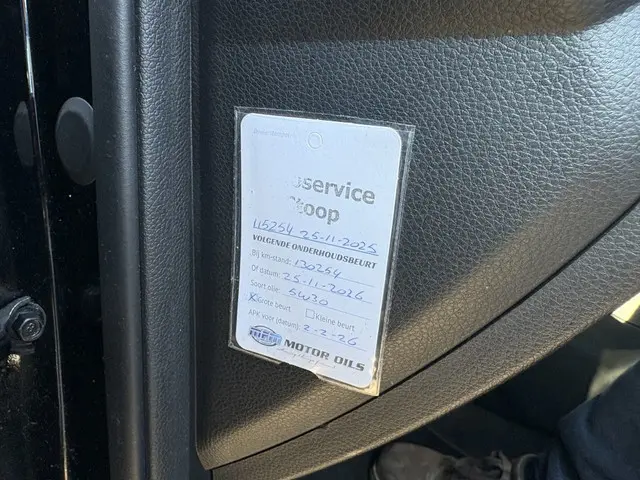 service
toop
115254 25-11-2025
VOLGENDE ONDERHOUDSBEURT
Bij km-stand: 130254
Of datum: 25-11-2026
Soort olie: 5W30
X Grote beurt Kleine beurt
APK voor (datum): 2-2-26
MOTOR OILS